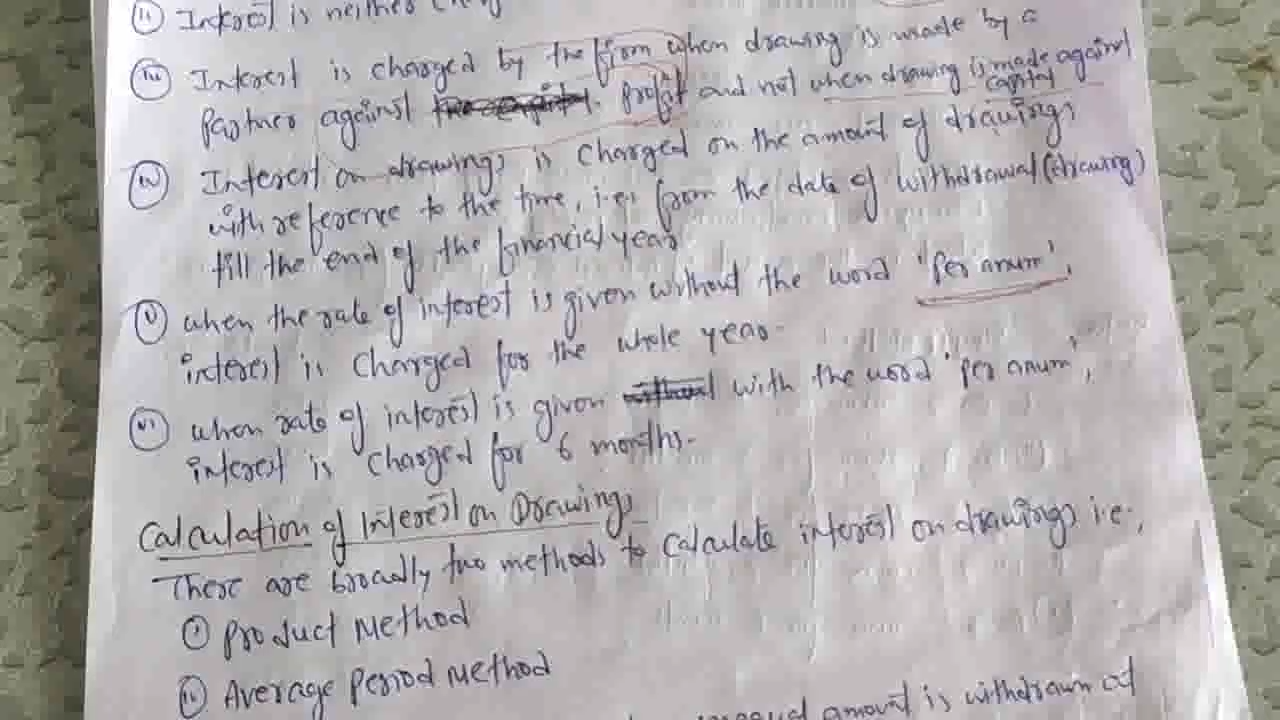 (ii) Interest is neither
(iii) Interest is charged by the firm when drawing is made by a
Partner against profit and not when drawing is made against
capital
(iv) Interest on drawings is charged on the amount of drawings
with reference to the time, i.e., from the date of withdrawal (drawing)
till the end of the financial year
(v) when the rate of interest is given without the word 'Per anum',
interest is charged for the whole year.
(vi) when rate of interest is given with the word 'per anum',
interest is charged for 6 months.
Calculation of Interest on Drawings
There are broadly two methods to calculate interest on drawings i.e.,
(i) Product Method
(ii) Average Period Method
amount is withdrawn at